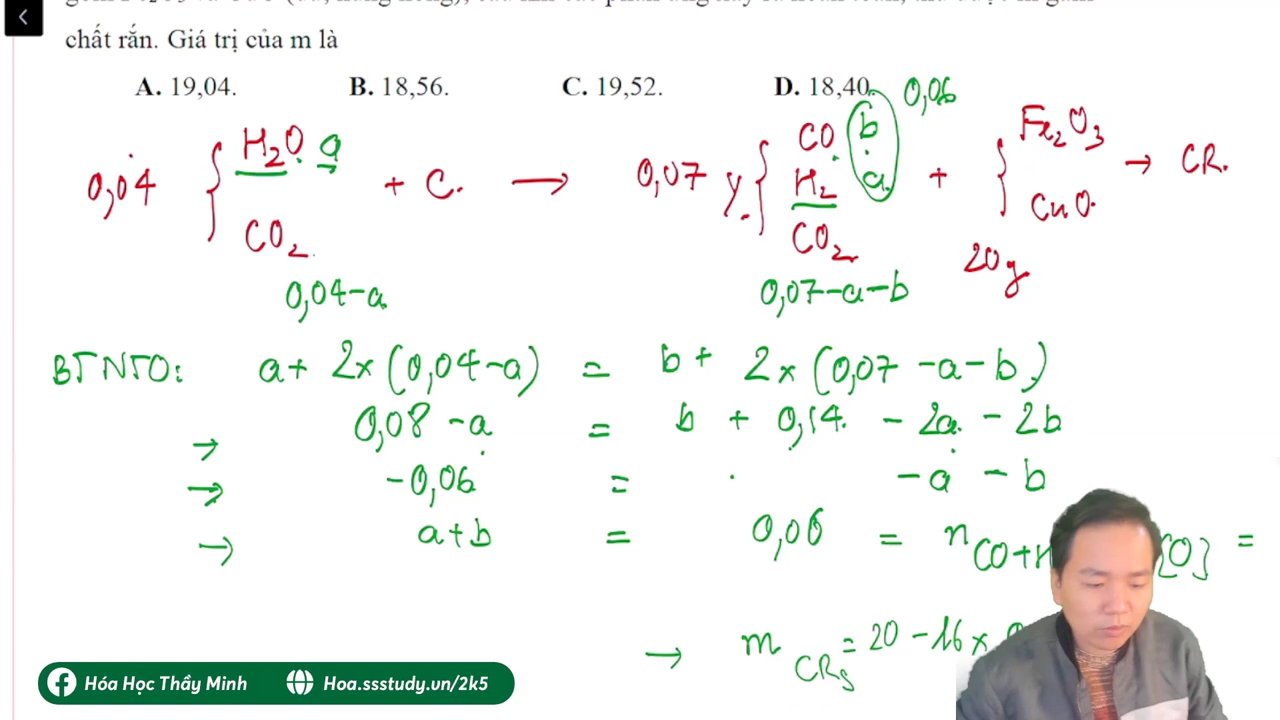 chất rắn. Giá trị của m là
A. 19,04. B. 18,56. C. 19,52. D. 18,40.
0,06
0,04 { H₂O a + C. → 0,07 Y { CO b + { Fe₂O₃ → CR.
H₂ a
CO₂ CO₂ CuO
20g
0,04-a 0,07-a-b
BTNTO: a + 2x(0,04-a) = b + 2x(0,07-a-b)
→ 0,08-a = b + 0,14 - 2a - 2b
→ -0,06 = -a - b
→ a+b = 0,06 = n CO+ [O] =
→ m CRS = 20 - 16x
Hóa Học Thầy Minh Hoa.ssstudy.vn/2k5